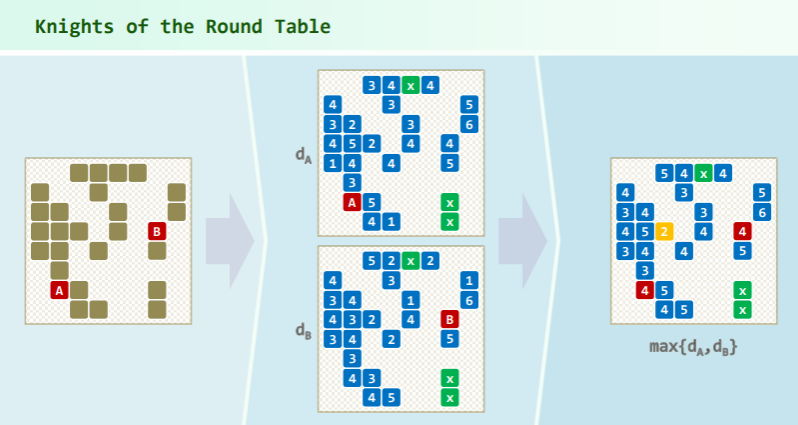 Knights of the Round Table
B
A
d_A
3 4 x 4
4 3 5
3 2 3 6
4 5 2 4 4
1 4 4 5
3
A 5 x
4 1 x
d_B
5 2 x 2
4 3 1
3 4 1 6
4 3 2 4 B
3 4 2 5
3
4 3 x
4 5 x
5 4 x 4
4 3 5
3 4 3 6
4 5 2 4 4
3 4 4 5
3
4 5 x
4 5 x
max{d_A,d_B}